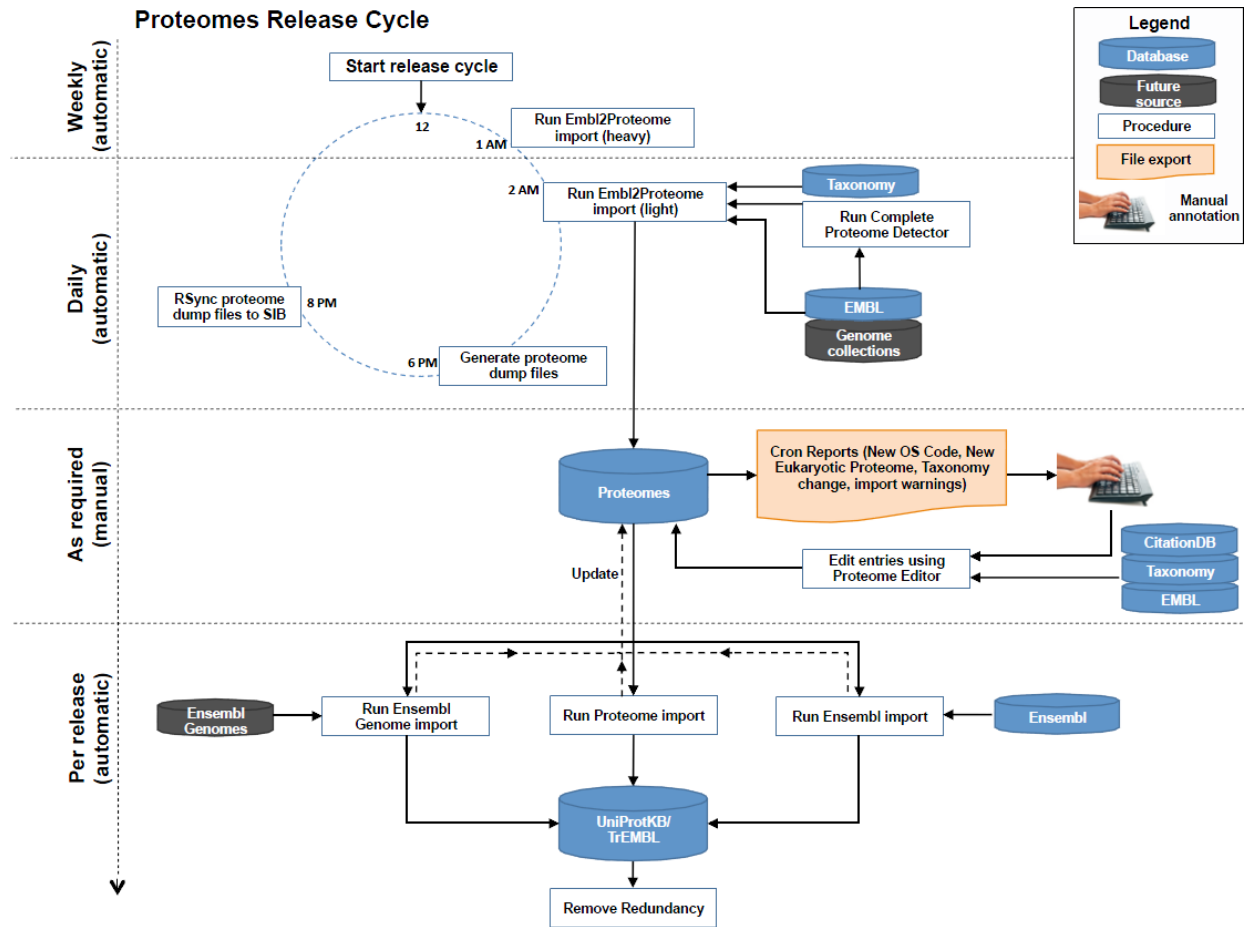 Proteomes Release Cycle
Legend
Database
Future
source
Procedure
File export
Manual
annotation
Weekly
(automatic)
Start release cycle
12
1 AM
Run Embl2Proteome
import (heavy)
Daily
(automatic)
2 AM
Run Embl2Proteome
import (light)
Taxonomy
Run Complete
Proteome Detector
EMBL
Genome
collections
RSync proteome
dump files to SIB
8 PM
6 PM
Generate proteome
dump files
As required
(manual)
Proteomes
Cron Reports (New OS Code, New
Eukaryotic Proteome, Taxonomy
change, import warnings)
Update
Edit entries using
Proteome Editor
CitationDB
Taxonomy
EMBL
Per release
(automatic)
Ensembl
Genomes
Run Ensembl
Genome import
Run Proteome import
Run Ensembl import
Ensembl
UniProtKB/
TrEMBL
Remove Redundancy